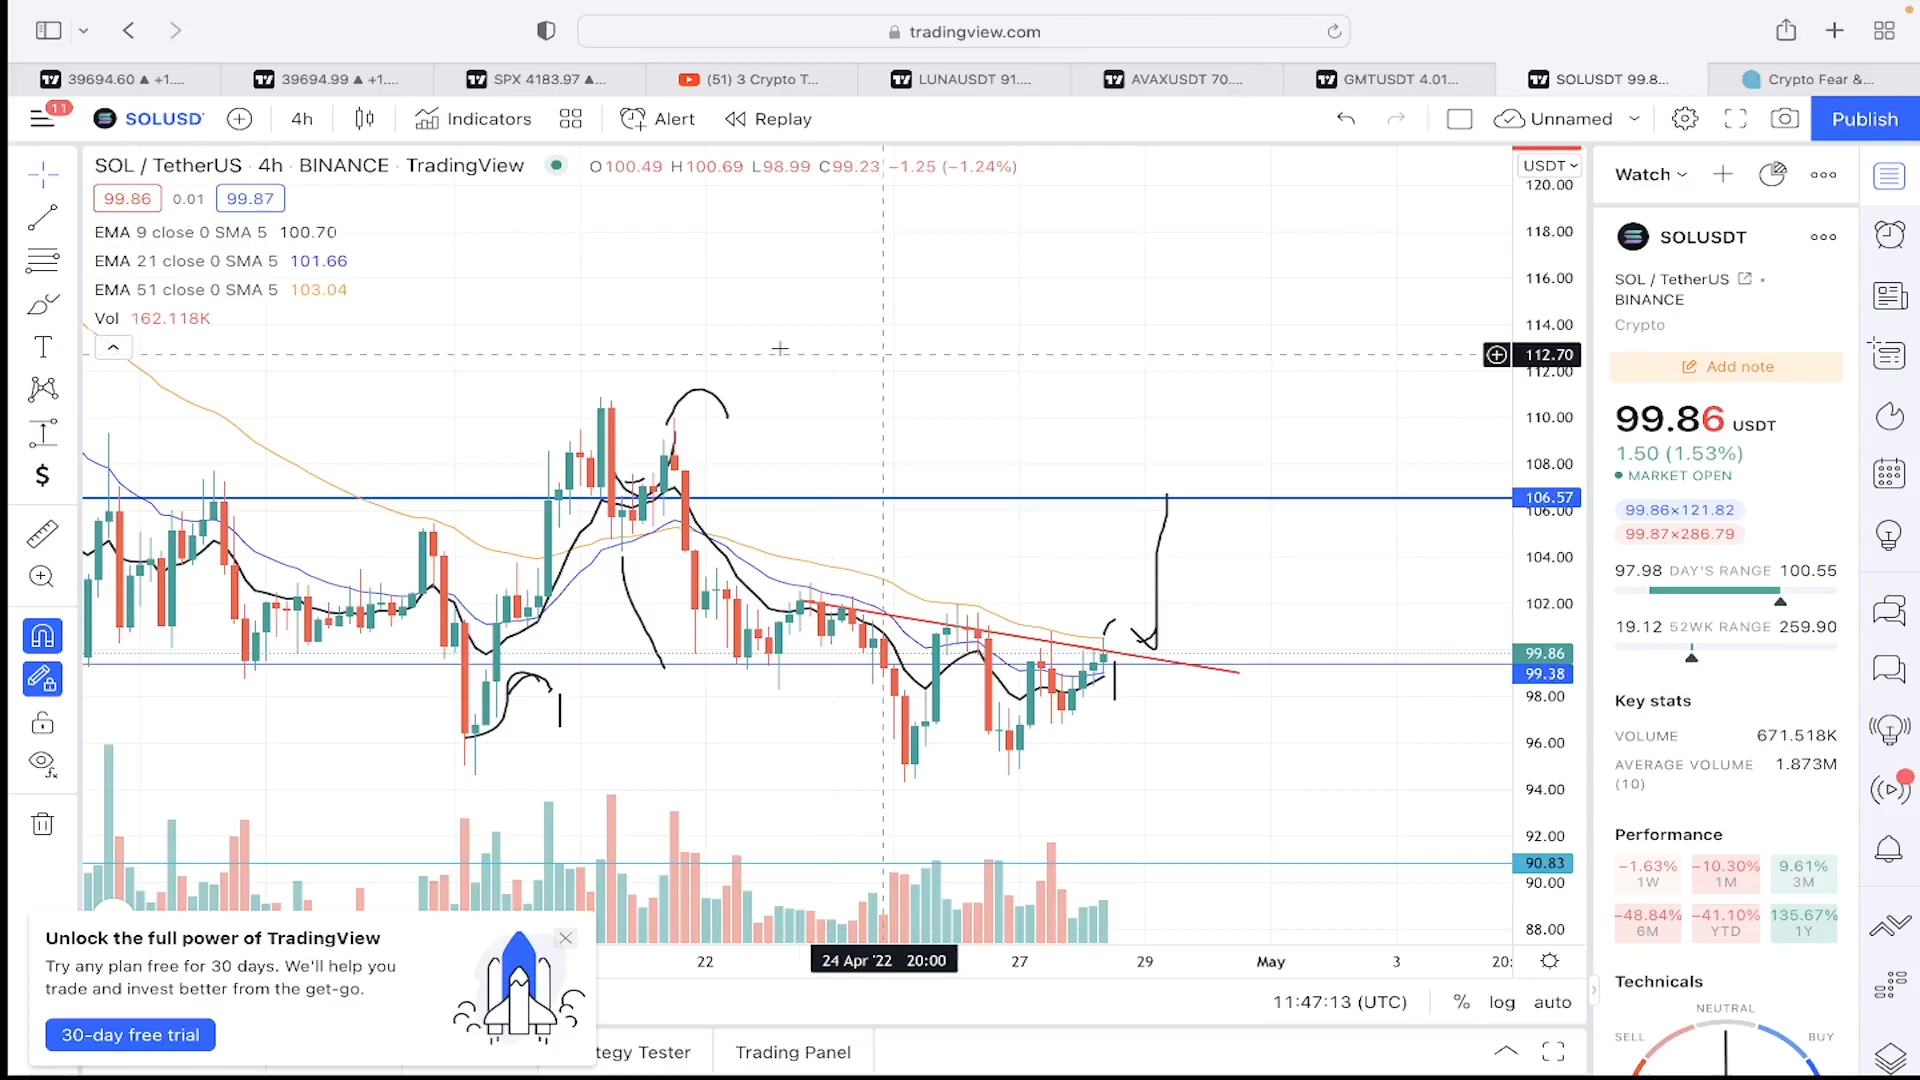 tradingview.com
39694.60 ▲ +1....
39694.99 ▲ +1....
SPX 4183.97 ▲...
(51) 3 Crypto T...
LUNAUSDT 91....
AVAXUSDT 70....
GMTUSDT 4.01...
SOLUSDT 99.8...
Crypto Fear &...
11
SOLUSD
4h
Indicators
Alert
Replay
Unnamed
Publish
SOL / TetherUS · 4h · BINANCE · TradingView
O100.49 H100.69 L98.99 C99.23 −1.25 (−1.24%)
99.86 0.01 99.87
EMA 9 close 0 SMA 5 100.70
EMA 21 close 0 SMA 5 101.66
EMA 51 close 0 SMA 5 103.04
Vol 162.118K
USDT
120.00
118.00
116.00
114.00
112.70
112.00
110.00
108.00
106.57
106.00
104.00
102.00
99.86
99.38
98.00
96.00
94.00
92.00
90.83
90.00
88.00
22
24 Apr '22 20:00
27
29
May
3
20:
11:47:13 (UTC)
%
log
auto
Unlock the full power of TradingView
Try any plan free for 30 days. We'll help you
trade and invest better from the get-go.
30-day free trial
tegy Tester
Trading Panel
Watch
SOLUSDT
SOL / TetherUS •
BINANCE
Crypto
Add note
99.86 USDT
1.50 (1.53%)
MARKET OPEN
99.86×121.82
99.87×286.79
97.98 DAY'S RANGE 100.55
19.12 52WK RANGE 259.90
Key stats
VOLUME 671.518K
AVERAGE VOLUME 1.873M
(10)
Performance
−1.63% −10.30% 9.61%
1W 1M 3M
−48.84% −41.10% 135.67%
6M YTD 1Y
Technicals
NEUTRAL
SELL BUY